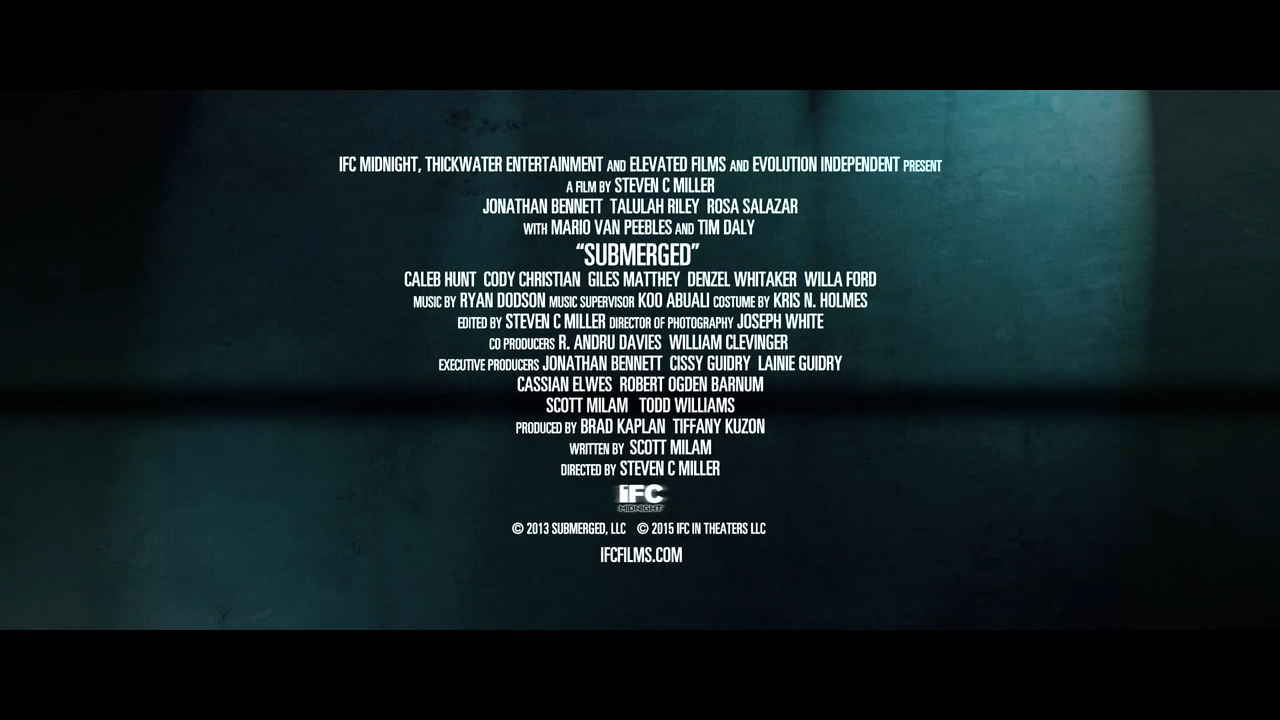 IFC MIDNIGHT, THICKWATER ENTERTAINMENT AND ELEVATED FILMS AND EVOLUTION INDEPENDENT PRESENT
A FILM BY STEVEN C MILLER
JONATHAN BENNETT TALULAH RILEY ROSA SALAZAR
WITH MARIO VAN PEEBLES AND TIM DALY
“SUBMERGED”
CALEB HUNT CODY CHRISTIAN GILES MATTHEY DENZEL WHITAKER WILLA FORD
MUSIC BY RYAN DODSON MUSIC SUPERVISOR KOO ABUALI COSTUME BY KRIS N. HOLMES
EDITED BY STEVEN C MILLER DIRECTOR OF PHOTOGRAPHY JOSEPH WHITE
CO PRODUCERS R. ANDRU DAVIES WILLIAM CLEVINGER
EXECUTIVE PRODUCERS JONATHAN BENNETT CISSY GUIDRY LAINIE GUIDRY
CASSIAN ELWES ROBERT OGDEN BARNUM
SCOTT MILAM TODD WILLIAMS
PRODUCED BY BRAD KAPLAN TIFFANY KUZON
WRITTEN BY SCOTT MILAM
DIRECTED BY STEVEN C MILLER
iFC
MIDNIGHT
© 2013 SUBMERGED, LLC © 2015 IFC IN THEATERS LLC
IFCFILMS.COM